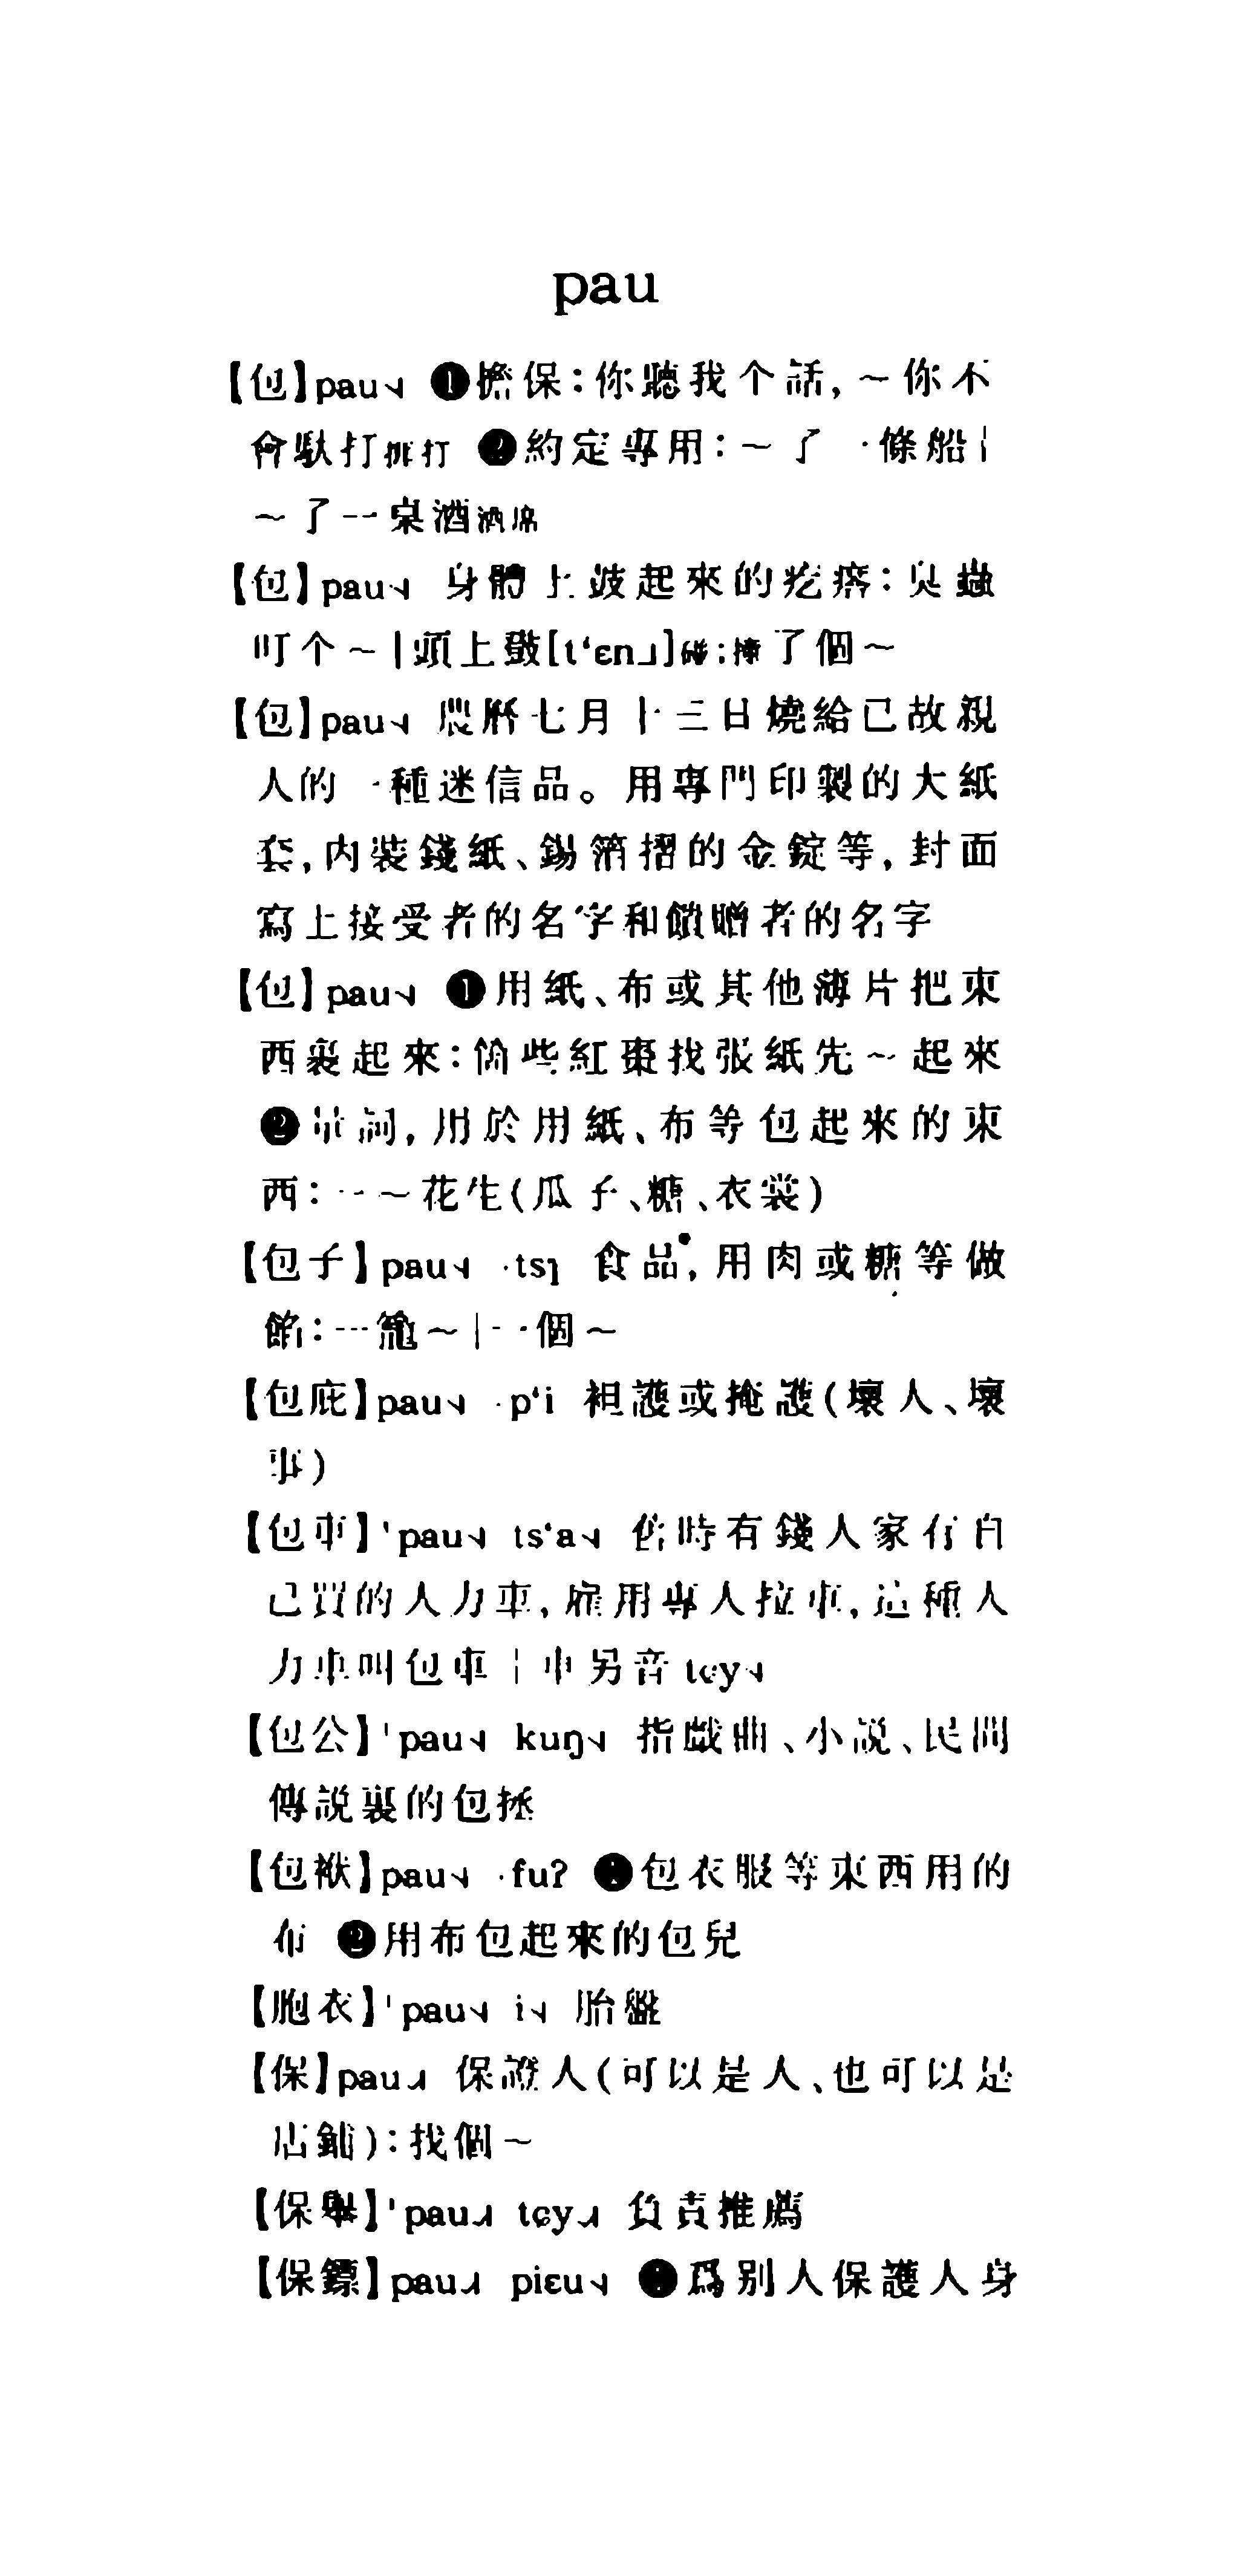 pau
【包】pau˧ ❶擔保：你聽我个話，～你不
會馱打捱打 ❷約定專用：～了一條船｜
～了一桌酒酒席
【包】pau˧ 身體上鼓起來的疙瘩：臭蟲
叮个～｜頭上[t‘ɛn˩]碰;撞了個～
【包】pau˧ 農曆七月十三日燒給已故親
人的一種迷信品。用專門印製的大紙
套，内裝錢紙、錫箔摺的金錠等，封面
寫上接受者的名字和饋贈者的名字
【包】pau˧ ❶用紙、布或其他薄片把東
西裹起來：箇些紅棗找張紙先～起來
❷量詞，用於用紙、布等包起來的東
西：一～花生（瓜子、糖、衣裳）
【包子】pau˧ ·tsɿ 食品，用肉或糖等做
餡：一籠～｜一個～
【包庇】pau˧ ·p‘i 袒護或掩護（壞人、壞
事）
【包車】ˈpau˧ ts‘a˧ 舊時有錢人家有自
己買的人力車，雇用專人拉車，這種人
力車叫包車｜車另音 tɕy˧
【包公】ˈpau˧ kuŋ˧ 指戲曲、小説、民間
傳説裏的包拯
【包袱】pau˧ ·fuʔ ❶包衣服等東西用的
布 ❷用布包起來的包兒
【胞衣】ˈpau˧ i˧ 胎盤
【保】pau˩ 保證人（可以是人、也可以是
店鋪）：找個～
【保舉】ˈpau˩ tɕy˩ 負責推薦
【保鏢】pau˩ piɛu˧ ❶爲別人保護人身